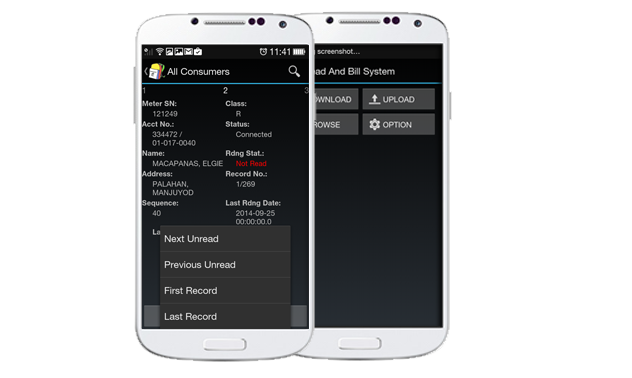 11:41
All Consumers
1 2 3
Meter SN: Class:
121249 R
Acct No.: Status:
334472 / Connected
01-017-0040
Name: Rdng Stat.:
MACAPANAS, ELGIE Not Read
Address: Record No.:
PALAHAN, 1/269
MANJUYOD
Sequence: Last Rdng Date:
40 2014-09-25
00:00:00.0
La
Next Unread
Previous Unread
First Record
Last Record
screenshot...
ad And Bill System
OWNLOAD UPLOAD
ROWSE OPTION